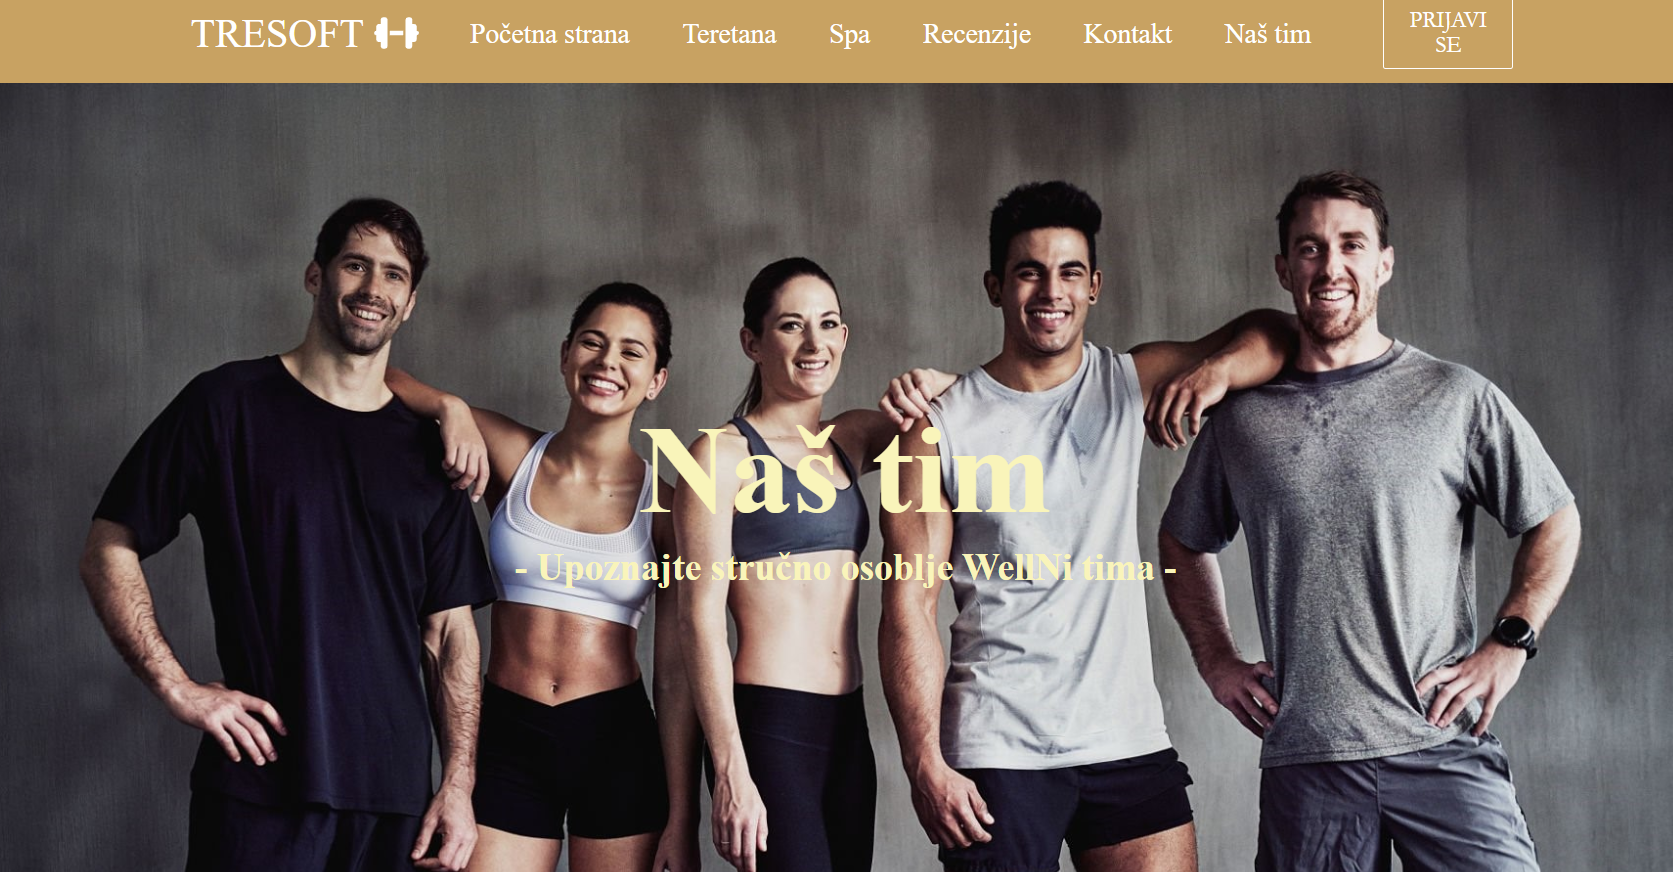 TRESOFT
Početna strana
Teretana
Spa
Recenzije
Kontakt
Naš tim
PRIJAVI
SE
Naš tim
- Upoznajte stručno osoblje WellNi tima -